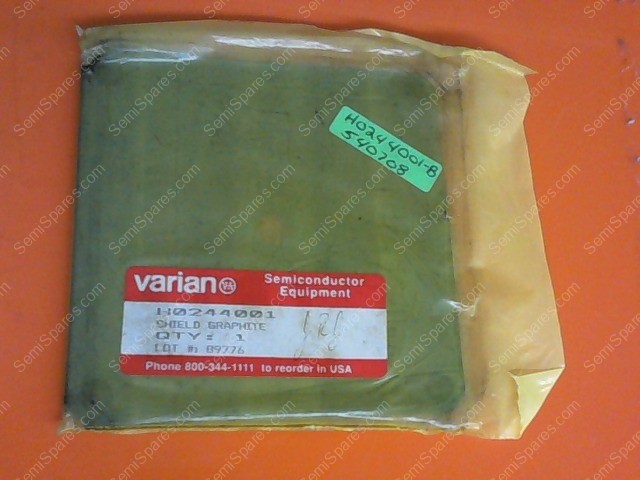 H0244001-B
540708
varian
Semiconductor
Equipment
H0244001
SHIELD GRAPHITE
QTY: 1
LOT #: 89776
Phone 800-344-1111 to reorder in USA
SemiSpares.com